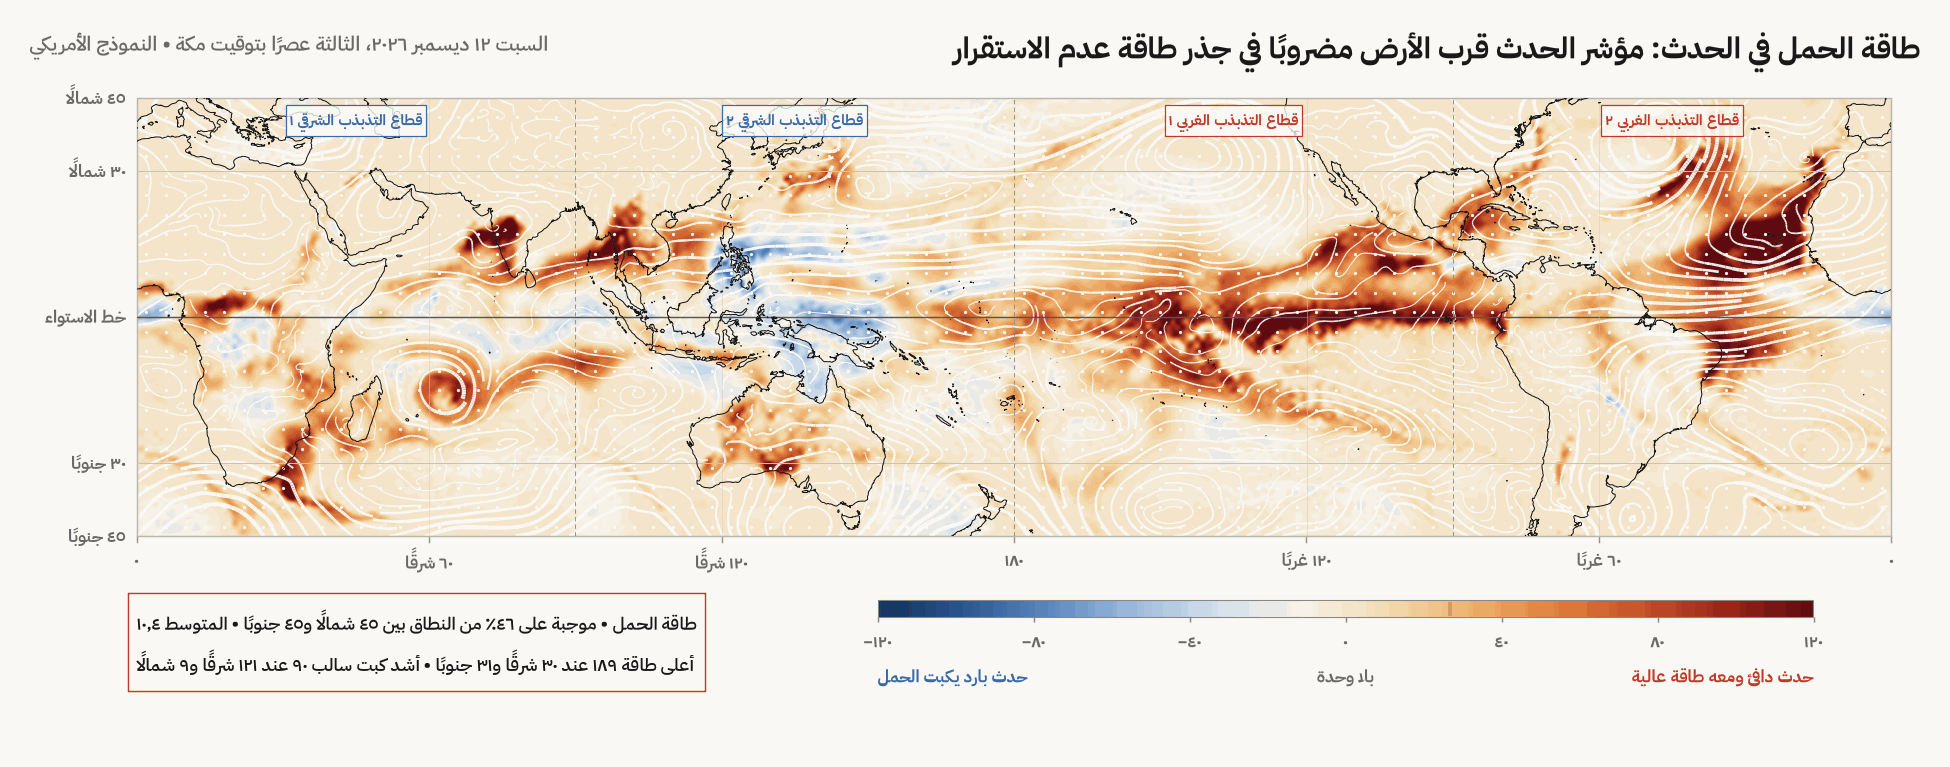 طاقة الحمل في الحدث: مؤشر الحدث قرب الأرض مضروبًا في جذر طاقة عدم الاستقرار
السبت ١٢ ديسمبر ٢٠٢٦، الثالثة عصرًا بتوقيت مكة • النموذج الأمريكي
قطاع التذبذب الشرقي ١
قطاع التذبذب الشرقي ٢
قطاع التذبذب الغربي ١
قطاع التذبذب الغربي ٢
٤٥ شمالًا
٣٠ شمالًا
خط الاستواء
٣٠ جنوبًا
٤٥ جنوبًا
٠
٦٠ شرقًا
١٢٠ شرقًا
١٨٠
١٢٠ غربًا
٦٠ غربًا
٠
طاقة الحمل • موجبة على ٤٦٪ من النطاق بين ٤٥ شمالًا و٤٥ جنوبًا • المتوسط ١٠,٤
أعلى طاقة ١٨٩ عند ٣٠ شرقًا و٣١ جنوبًا • أشد كبت سالب ٩٠ عند ١٢١ شرقًا و٩ شمالًا
−١٢٠
−٨٠
−٤٠
٠
٤٠
٨٠
١٢٠
حدث دافئ ومعه طاقة عالية
بلا وحدة
حدث بارد يكبت الحمل